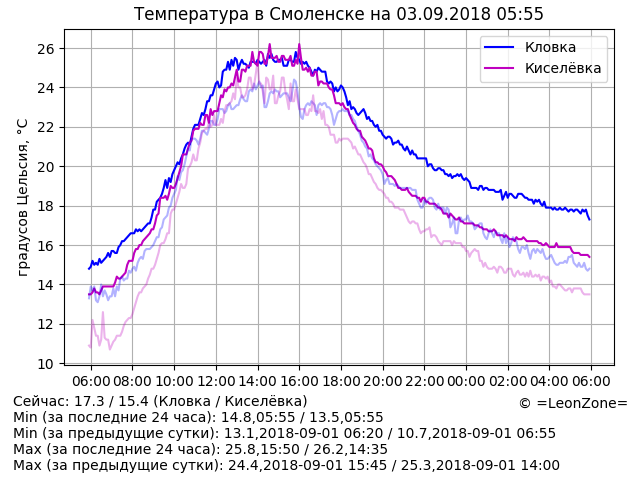 Температура в Смоленске на 03.09.2018 05:55
градусов Цельсия, °C
26
24
22
20
18
16
14
12
10
Кловка
Киселёвка
06:00 08:00 10:00 12:00 14:00 16:00 18:00 20:00 22:00 00:00 02:00 04:00 06:00
Сейчас: 17.3 / 15.4 (Кловка / Киселёвка)
© =LeonZone=
Min (за последние 24 часа): 14.8,05:55 / 13.5,05:55
Min (за предыдущие сутки): 13.1,2018-09-01 06:20 / 10.7,2018-09-01 06:55
Max (за последние 24 часа): 25.8,15:50 / 26.2,14:35
Max (за предыдущие сутки): 24.4,2018-09-01 15:45 / 25.3,2018-09-01 14:00